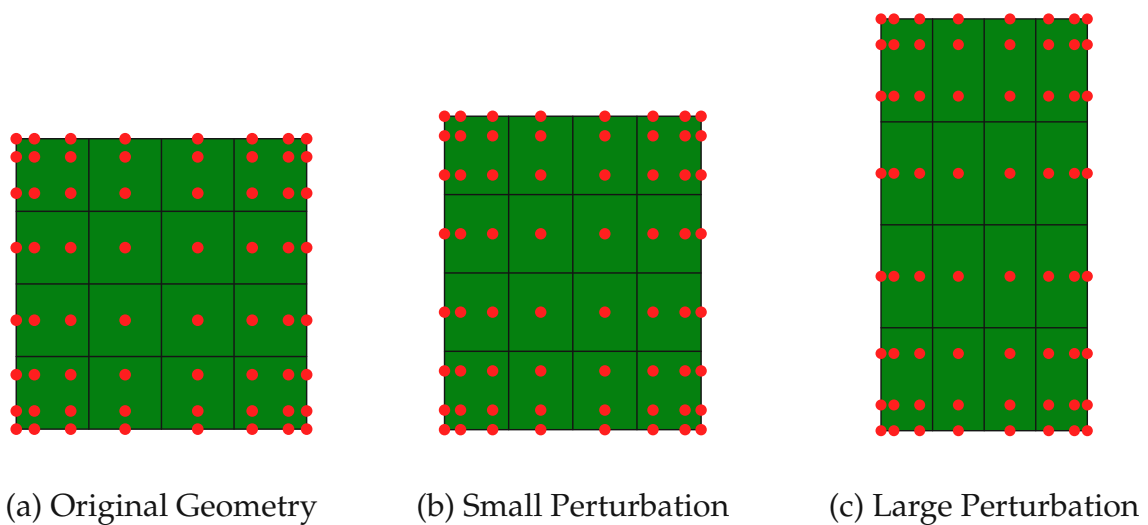 (a) Original Geometry
(b) Small Perturbation
(c) Large Perturbation